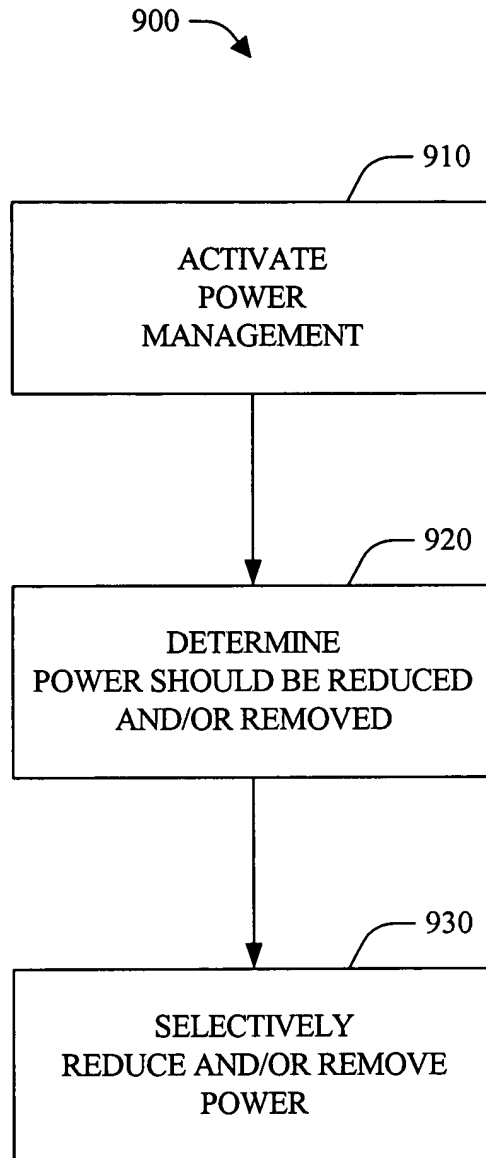 900
910
ACTIVATE
POWER
MANAGEMENT
920
DETERMINE
POWER SHOULD BE REDUCED
AND/OR REMOVED
930
SELECTIVELY
REDUCE AND/OR REMOVE
POWER